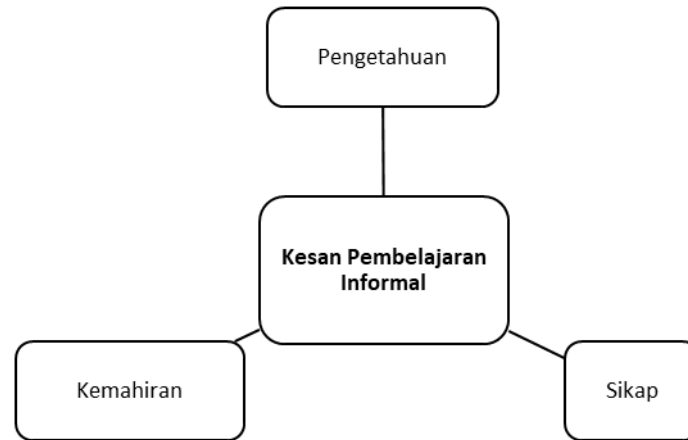 Pengetahuan
Kesan Pembelajaran
Informal
Kemahiran
Sikap